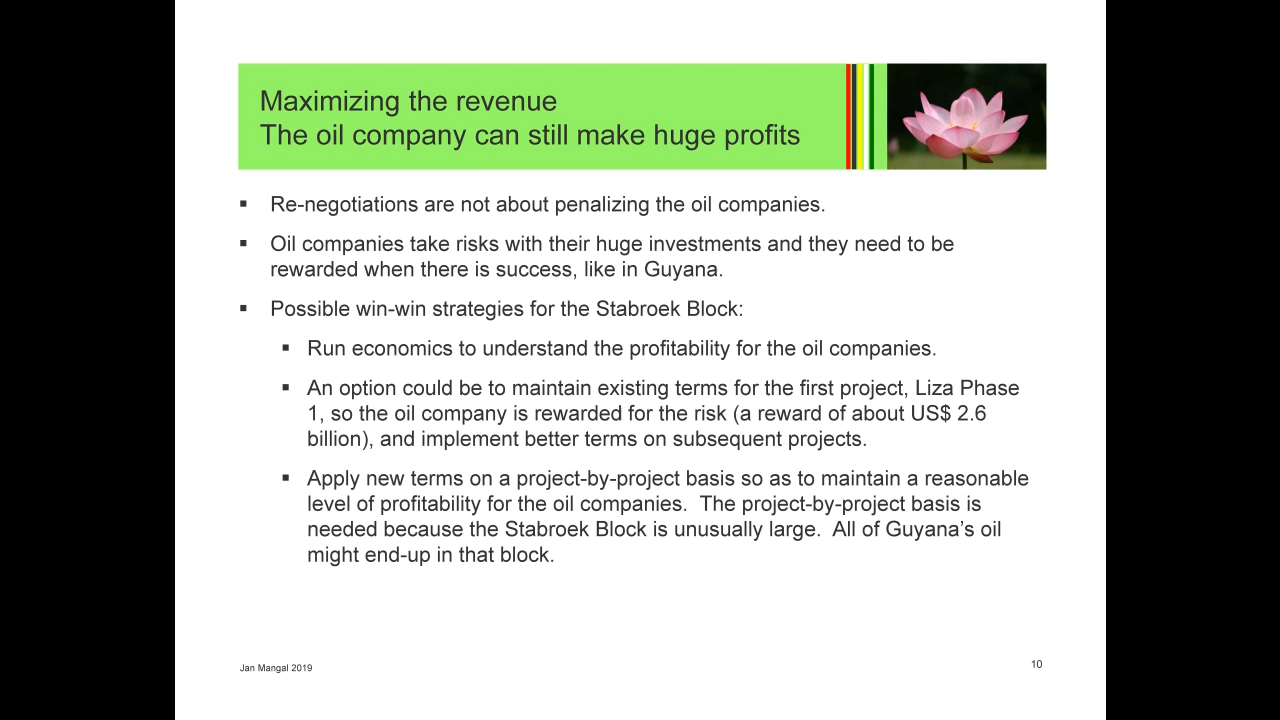 Maximizing the revenue
The oil company can still make huge profits
▪ Re-negotiations are not about penalizing the oil companies.
▪ Oil companies take risks with their huge investments and they need to be
rewarded when there is success, like in Guyana.
▪ Possible win-win strategies for the Stabroek Block:
▪ Run economics to understand the profitability for the oil companies.
▪ An option could be to maintain existing terms for the first project, Liza Phase
1, so the oil company is rewarded for the risk (a reward of about US$ 2.6
billion), and implement better terms on subsequent projects.
▪ Apply new terms on a project-by-project basis so as to maintain a reasonable
level of profitability for the oil companies.  The project-by-project basis is
needed because the Stabroek Block is unusually large.  All of Guyana’s oil
might end-up in that block.
Jan Mangal 2019
10